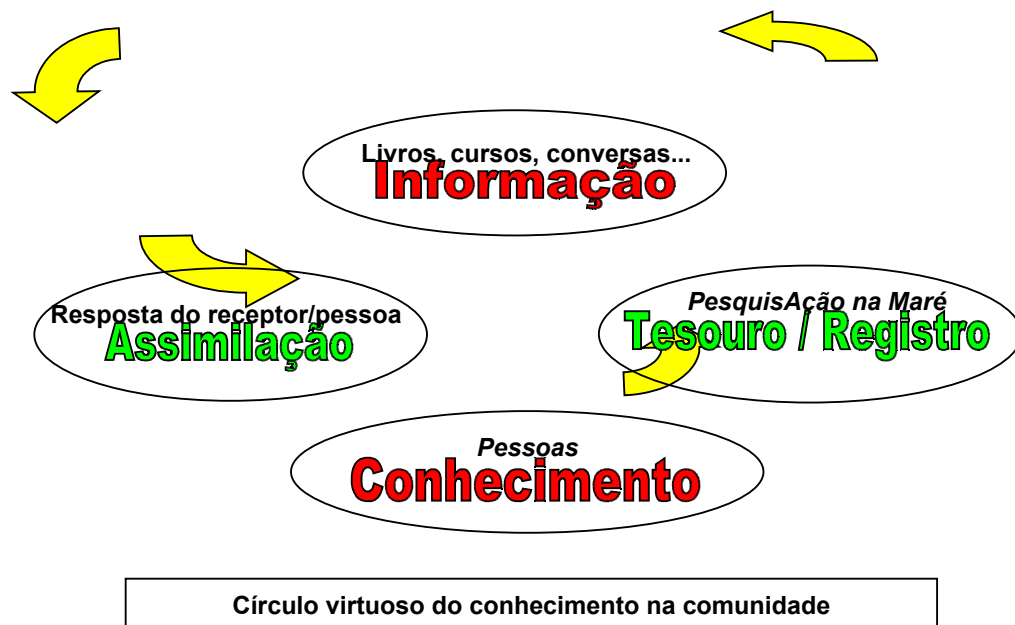 Livros, cursos, conversas...
Informação
Resposta do receptor/pessoa
Assimilação
PesquisAção na Maré
Tesouro / Registro
Pessoas
Conhecimento
Círculo virtuoso do conhecimento na comunidade